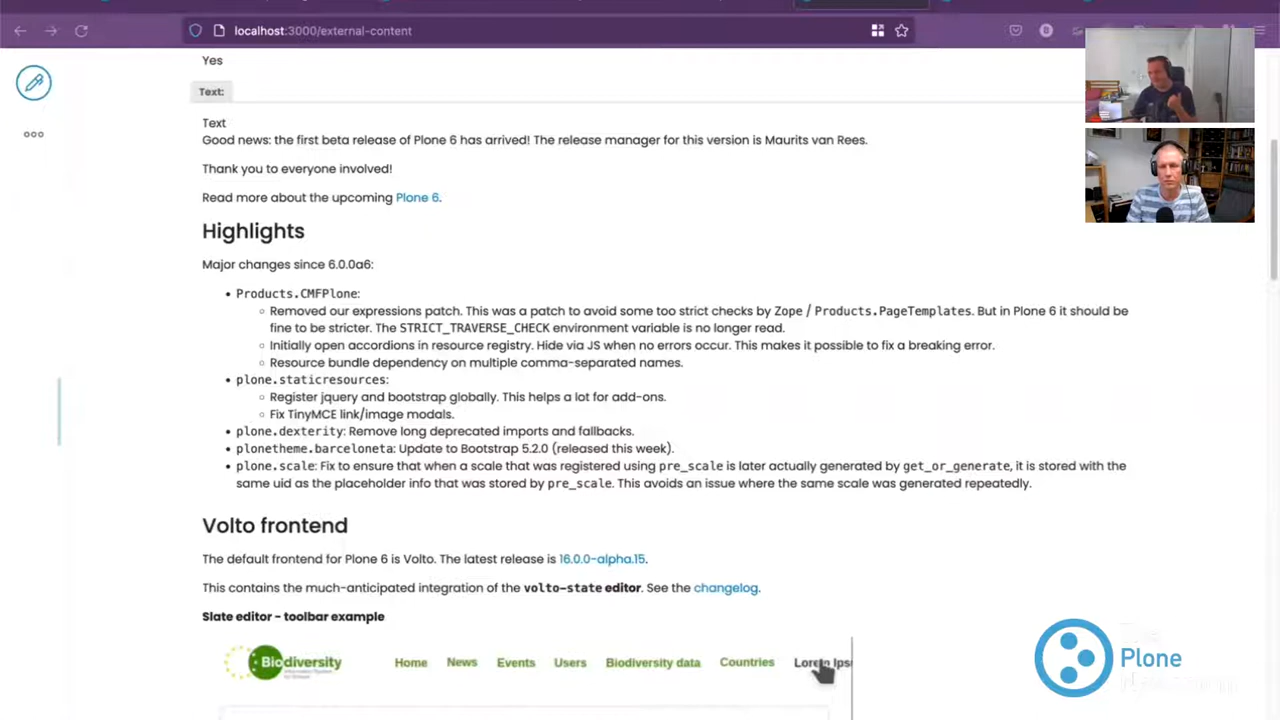 localhost:3000/external-content
Yes
Text:
Text
Good news: the first beta release of Plone 6 has arrived! The release manager for this version is Maurits van Rees.
Thank you to everyone involved!
Read more about the upcoming Plone 6.
Highlights
Major changes since 6.0.0a6:
• Products.CMFPlone:
◦ Removed our expressions patch. This was a patch to avoid some too strict checks by Zope / Products.PageTemplates. But in Plone 6 it should be
fine to be stricter. The STRICT_TRAVERSE_CHECK environment variable is no longer read.
◦ Initially open accordions in resource registry. Hide via JS when no errors occur. This makes it possible to fix a breaking error.
◦ Resource bundle dependency on multiple comma-separated names.
• plone.staticresources:
◦ Register jquery and bootstrap globally. This helps a lot for add-ons.
◦ Fix TinyMCE link/image modals.
• plone.dexterity: Remove long deprecated imports and fallbacks.
• plonetheme.barceloneta: Update to Bootstrap 5.2.0 (released this week).
• plone.scale: Fix to ensure that when a scale that was registered using pre_scale is later actually generated by get_or_generate, it is stored with the
same uid as the placeholder info that was stored by pre_scale. This avoids an issue where the same scale was generated repeatedly.
Volto frontend
The default frontend for Plone 6 is Volto. The latest release is 16.0.0-alpha.15.
This contains the much-anticipated integration of the volto-state editor. See the changelog.
Slate editor - toolbar example
Biodiversity Home News Events Users Biodiversity data Countries Lorem Ips
Plone